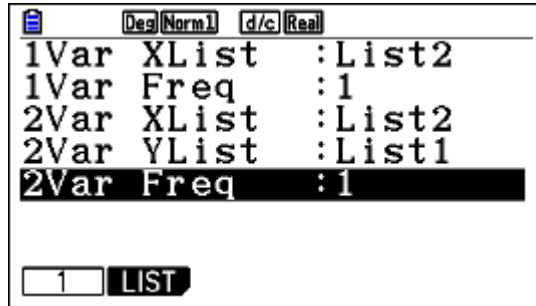 Deg Norm1 d/c Real
1Var XList :List2
1Var Freq :1
2Var XList :List2
2Var YList :List1
2Var Freq :1
1 LIST